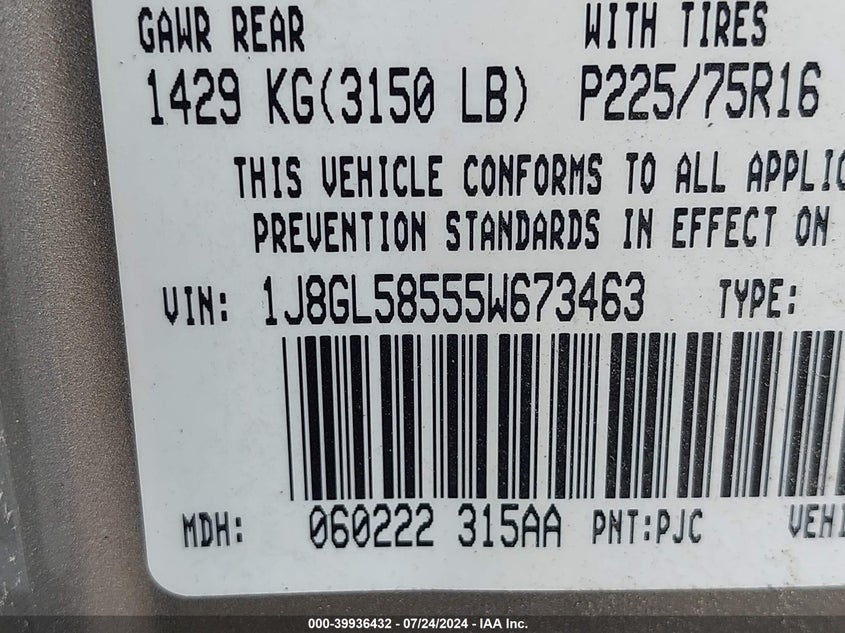 GAWR REAR WITH TIRES
1429 KG(3150 LB) P225/75R16
THIS VEHICLE CONFORMS TO ALL APPLIC
PREVENTION STANDARDS IN EFFECT ON
VIN: 1J8GL58555W673463 TYPE:
MDH: 060222 315AA PNT:PJC VEHI
000-39936432 - 07/24/2024 - IAA Inc.